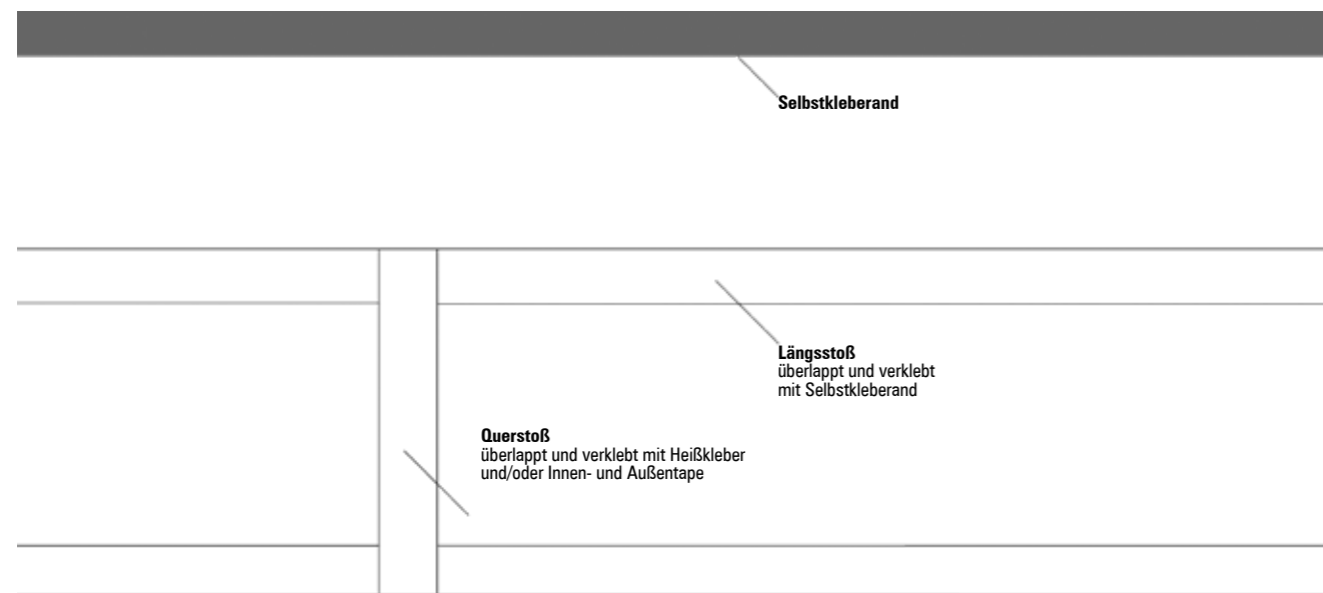 Selbstkleberand
Längsstoß
überlappt und verklebt
mit Selbstkleberand
Querstoß
überlappt und verklebt mit Heißkleber
und/oder Innen- und Außentape